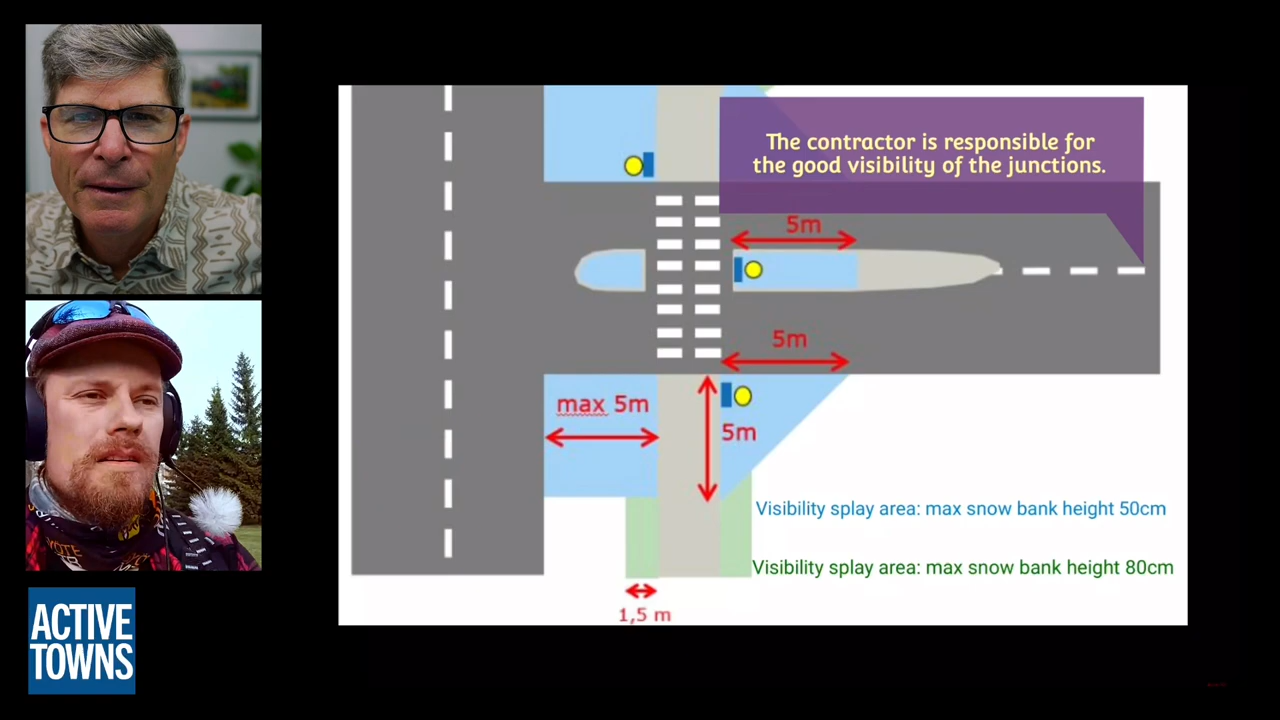 The contractor is responsible for
the good visibility of the junctions.
5m
5m
max 5m
5m
Visibility splay area: max snow bank height 50cm
Visibility splay area: max snow bank height 80cm
1,5 m
YOTE
ACTIVE
TOWNS